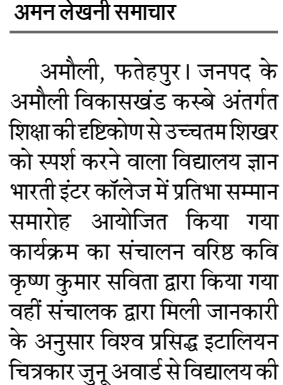 अमन लेखनी समाचार
अमौली, फतेहपुर। जनपद के
अमौली विकासखंड कस्बे अंतर्गत
शिक्षा की दृष्टिकोण से उच्चतम शिखर
को स्पर्श करने वाला विद्यालय ज्ञान
भारती इंटर कॉलेज में प्रतिभा सम्मान
समारोह आयोजित किया गया
कार्यक्रम का संचालन वरिष्ठ कवि
कृष्ण कुमार सविता द्वारा किया गया
वहीं संचालक द्वारा मिली जानकारी
के अनुसार विश्व प्रसिद्ध इटालियन
चित्रकार जुनू अवार्ड से विद्यालय की